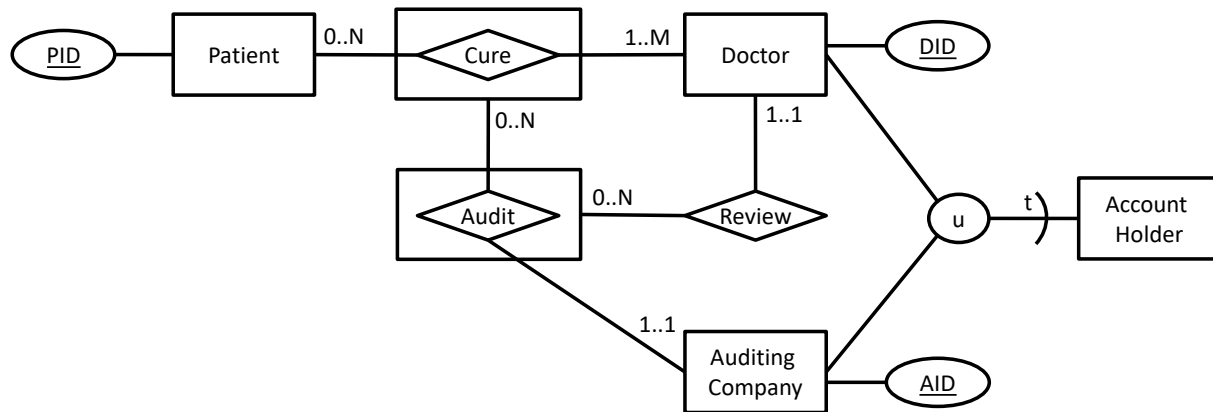 PID
Patient
0..N
Cure
1..M
Doctor
DID
0..N
1..1
Audit
0..N
Review
u
t
Account
Holder
1..1
Auditing
Company
AID